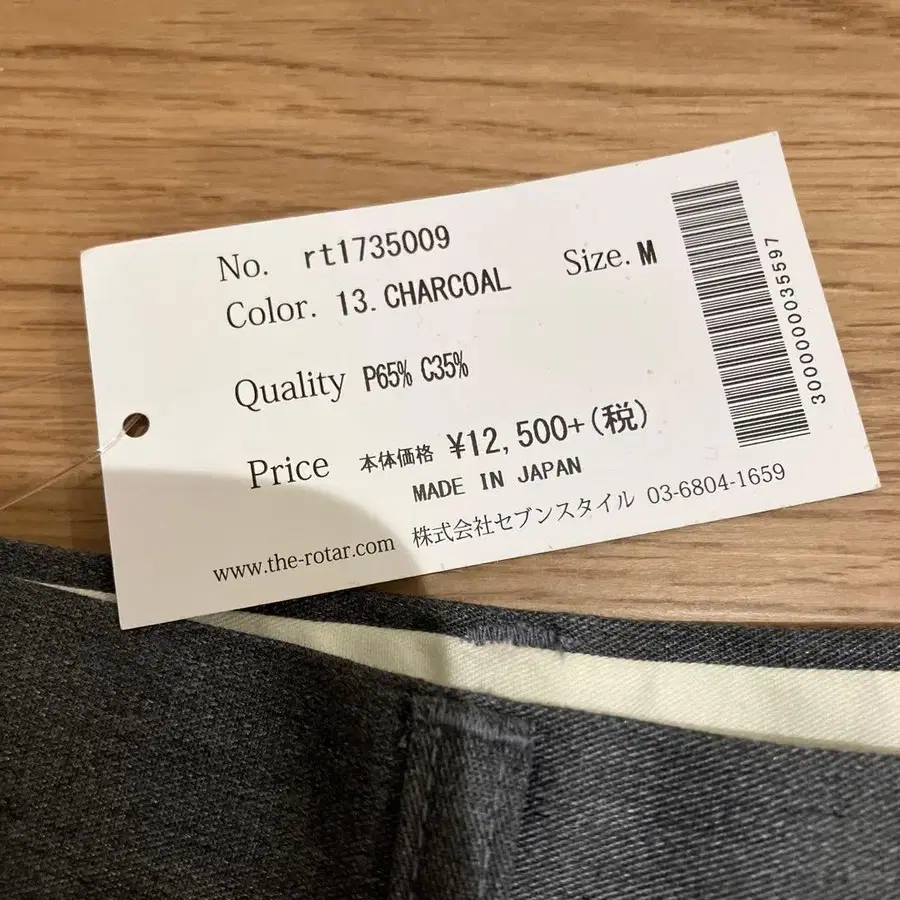 No. rt1735009
Color. 13. CHARCOAL Size. M
Quality P65% C35%
Price 本体価格 ¥12,500+(税)
MADE IN JAPAN
www.the-rotar.com 株式会社セブンスタイル 03-6804-1659
3000000035597